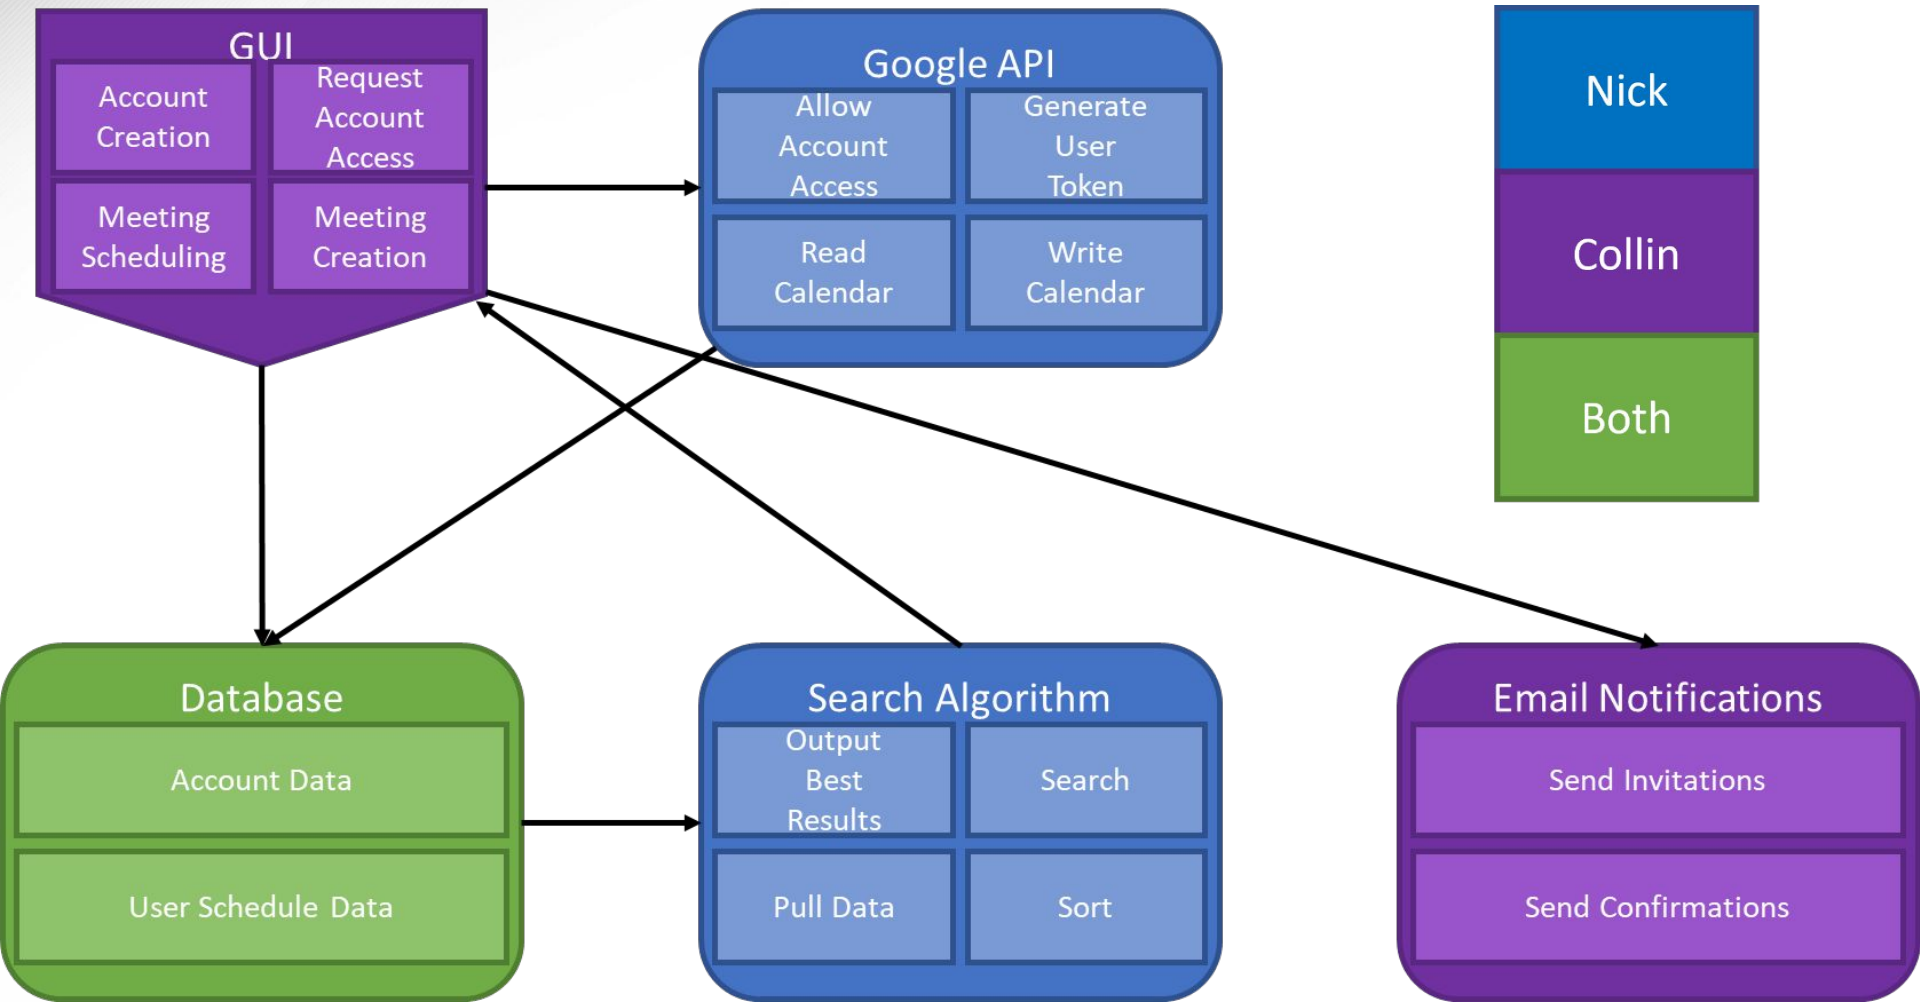 GUI
Account
Creation
Request
Account
Access
Meeting
Scheduling
Meeting
Creation
Google API
Allow
Account
Access
Generate
User
Token
Read
Calendar
Write
Calendar
Nick
Collin
Both
Database
Account Data
User Schedule Data
Search Algorithm
Output
Best
Results
Search
Pull Data
Sort
Email Notifications
Send Invitations
Send Confirmations